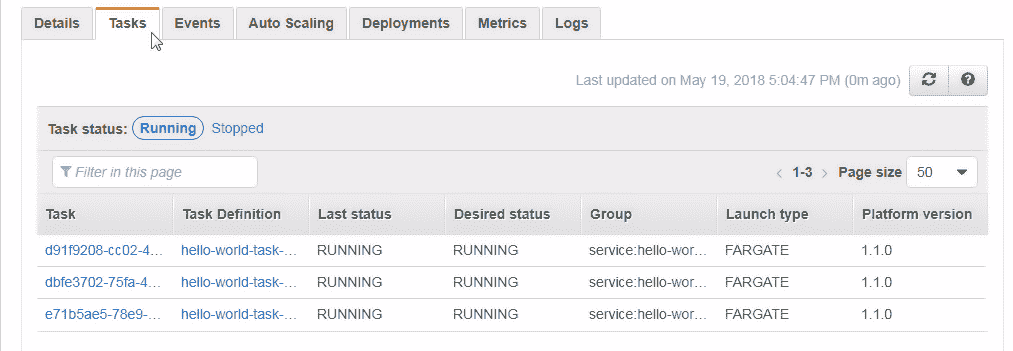 Details Tasks Events Auto Scaling Deployments Metrics Logs
Last updated on May 19, 2018 5:04:47 PM (0m ago)
Task status: Running Stopped
Filter in this page < 1-3 > Page size 50
Task Task Definition Last status Desired status Group Launch type Platform version
d91f9208-cc02-4... hello-world-task-... RUNNING RUNNING service:hello-wor... FARGATE 1.1.0
dbfe3702-75fa-4... hello-world-task-... RUNNING RUNNING service:hello-wor... FARGATE 1.1.0
e71b5ae5-78e9-... hello-world-task-... RUNNING RUNNING service:hello-wor... FARGATE 1.1.0